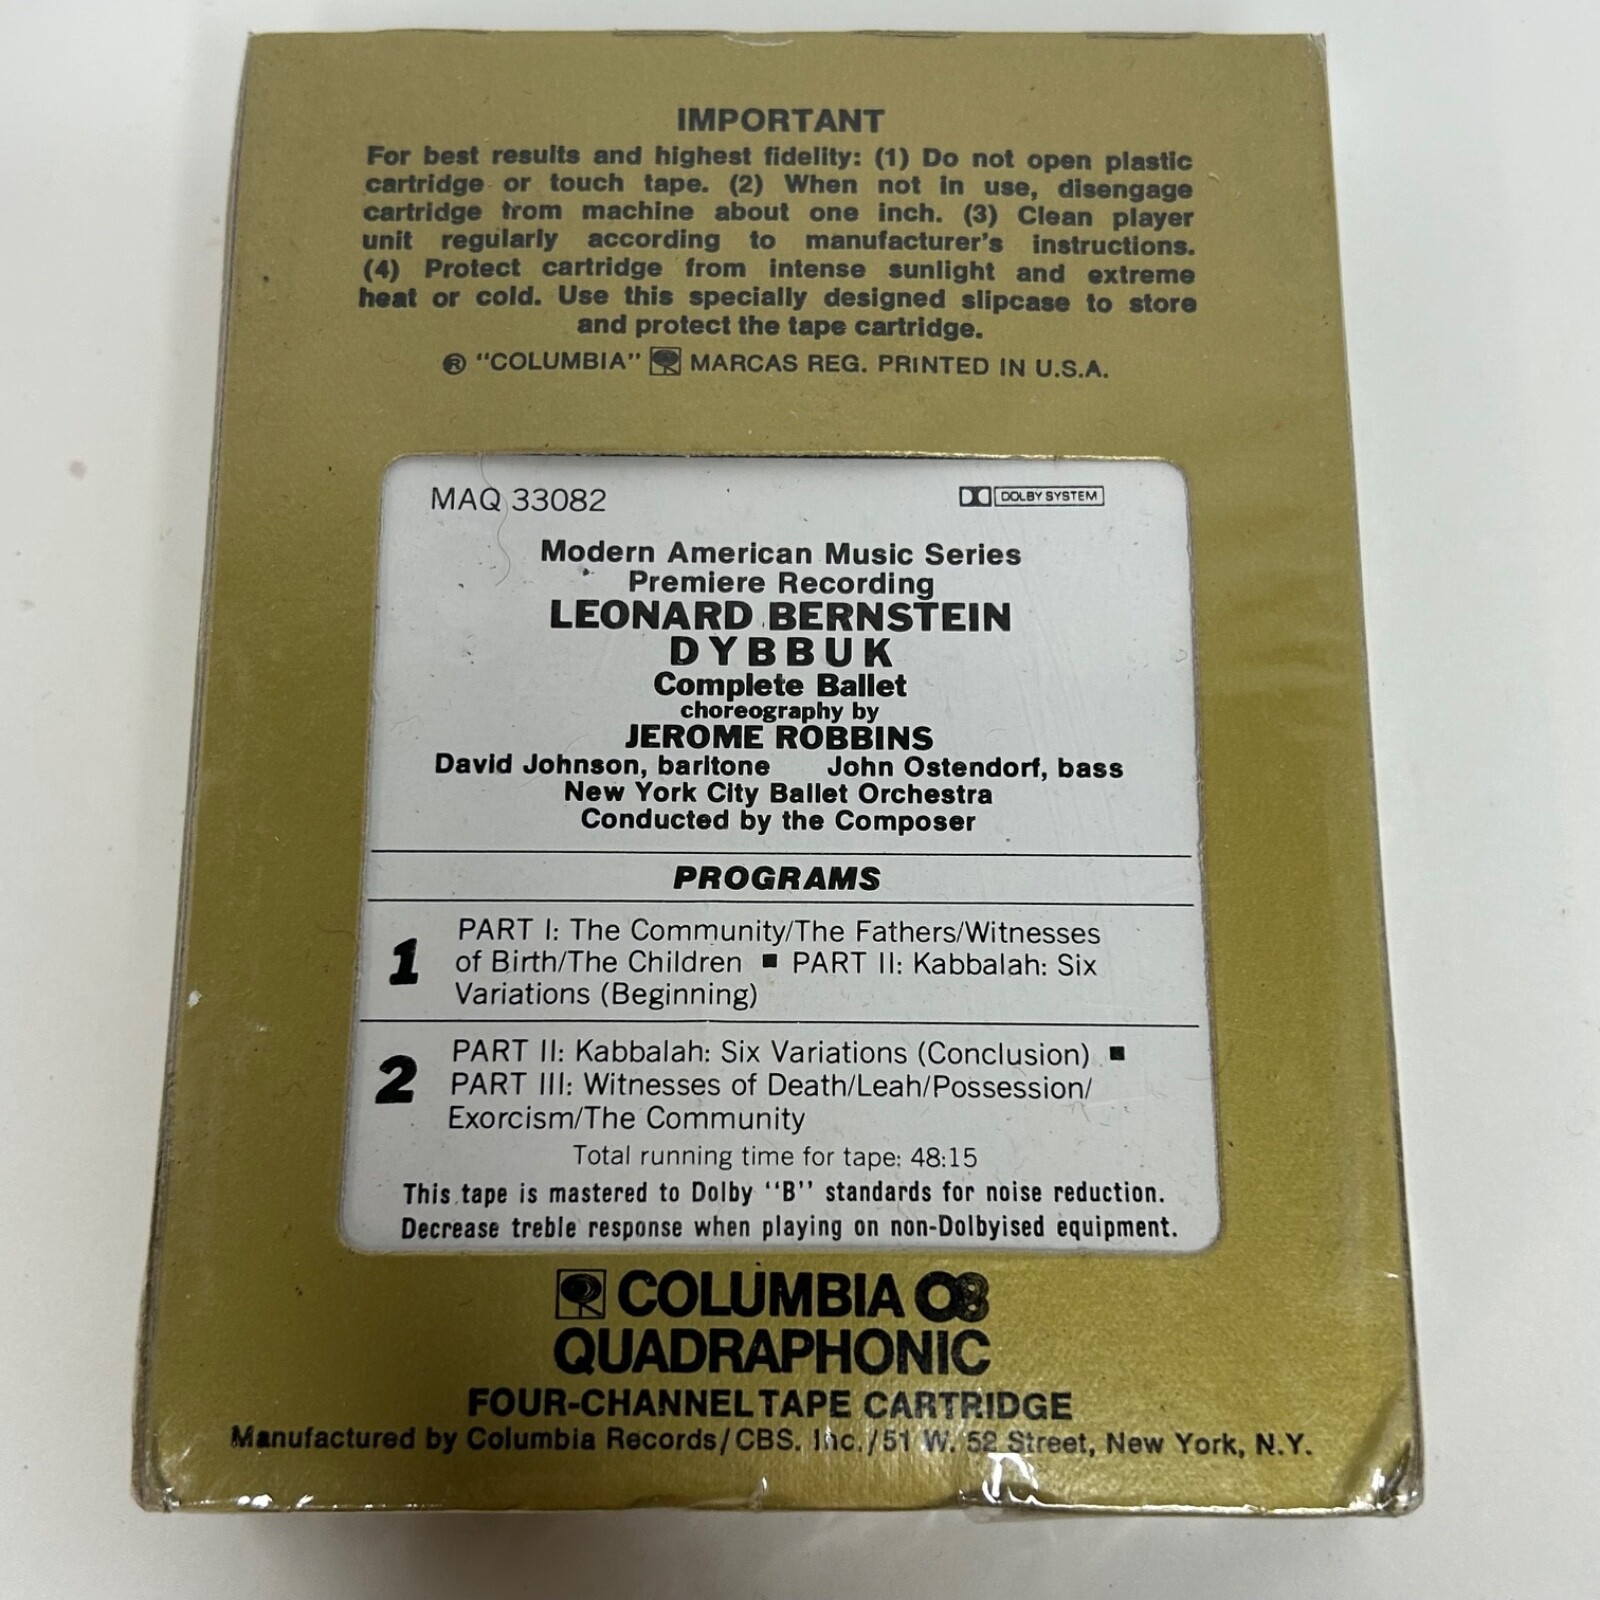 IMPORTANT
For best results and highest fidelity: (1) Do not open plastic
cartridge or touch tape. (2) When not in use, disengage
cartridge from machine about one inch. (3) Clean player
unit regularly according to manufacturer's instructions.
(4) Protect cartridge from intense sunlight and extreme
heat or cold. Use this specially designed slipcase to store
and protect the tape cartridge.
® "COLUMBIA" MARCAS REG. PRINTED IN U.S.A.
MAQ 33082 DOLBY SYSTEM
Modern American Music Series
Premiere Recording
LEONARD BERNSTEIN
DYBBUK
Complete Ballet
choreography by
JEROME ROBBINS
David Johnson, baritone John Ostendorf, bass
New York City Ballet Orchestra
Conducted by the Composer
PROGRAMS
1 PART I: The Community/The Fathers/Witnesses
of Birth/The Children ■ PART II: Kabbalah: Six
Variations (Beginning)
2 PART II: Kabbalah: Six Variations (Conclusion) ■
PART III: Witnesses of Death/Leah/Possession/
Exorcism/The Community
Total running time for tape: 48:15
This tape is mastered to Dolby "B" standards for noise reduction.
Decrease treble response when playing on non-Dolbyised equipment.
COLUMBIA Q8
QUADRAPHONIC
FOUR-CHANNEL TAPE CARTRIDGE
Manufactured by Columbia Records/CBS. Inc./51 W. 52 Street, New York, N.Y.